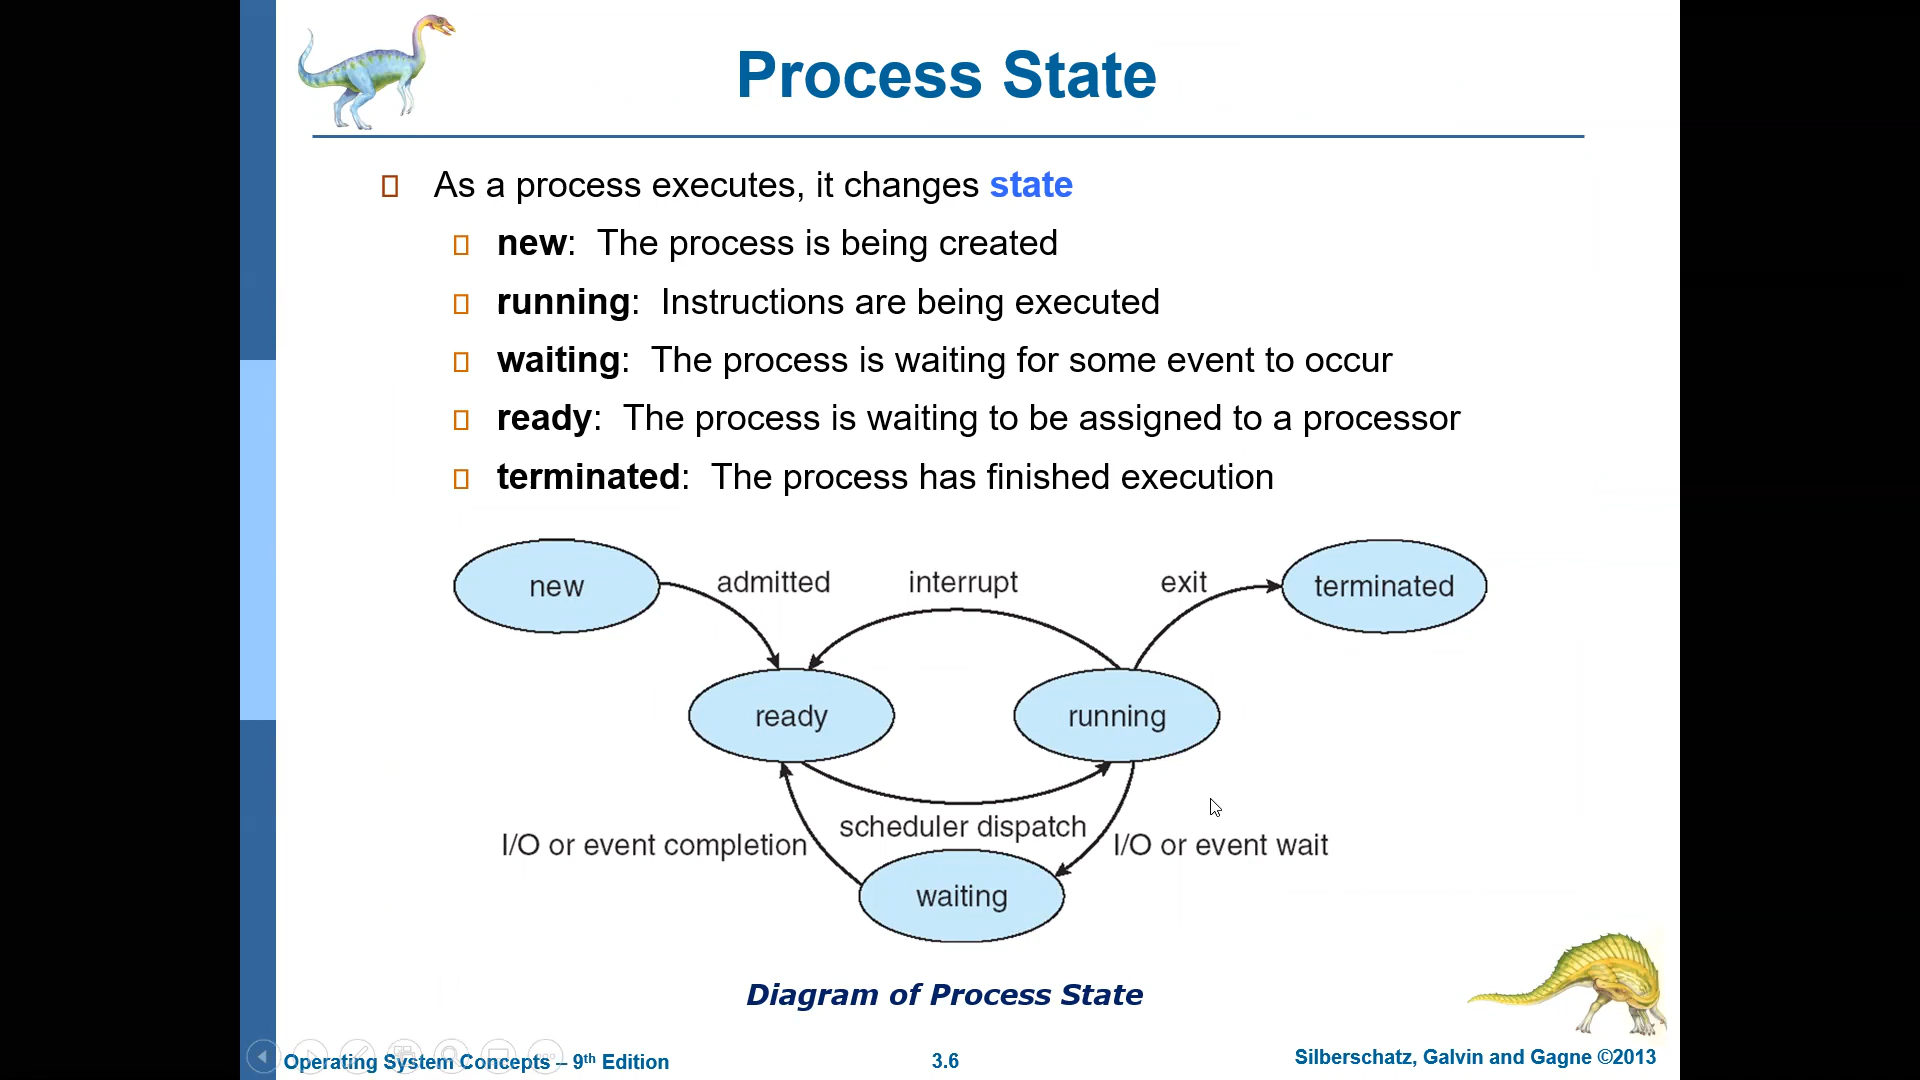 Process State
As a process executes, it changes state
new: The process is being created
running: Instructions are being executed
waiting: The process is waiting for some event to occur
ready: The process is waiting to be assigned to a processor
terminated: The process has finished execution
new
admitted
interrupt
exit
terminated
ready
running
I/O or event completion
scheduler dispatch
I/O or event wait
waiting
Diagram of Process State
Operating System Concepts – 9th Edition
3.6
Silberschatz, Galvin and Gagne ©2013